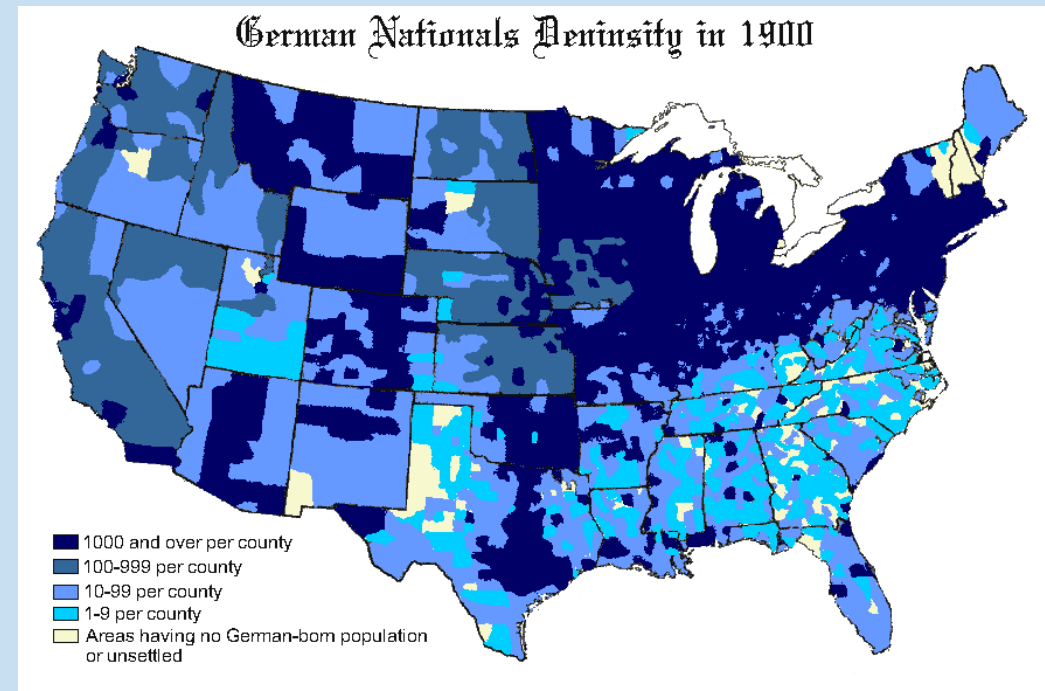 German Nationals Deninsity in 1900
1000 and over per county
100-999 per county
10-99 per county
1-9 per county
Areas having no German-born population
or unsettled